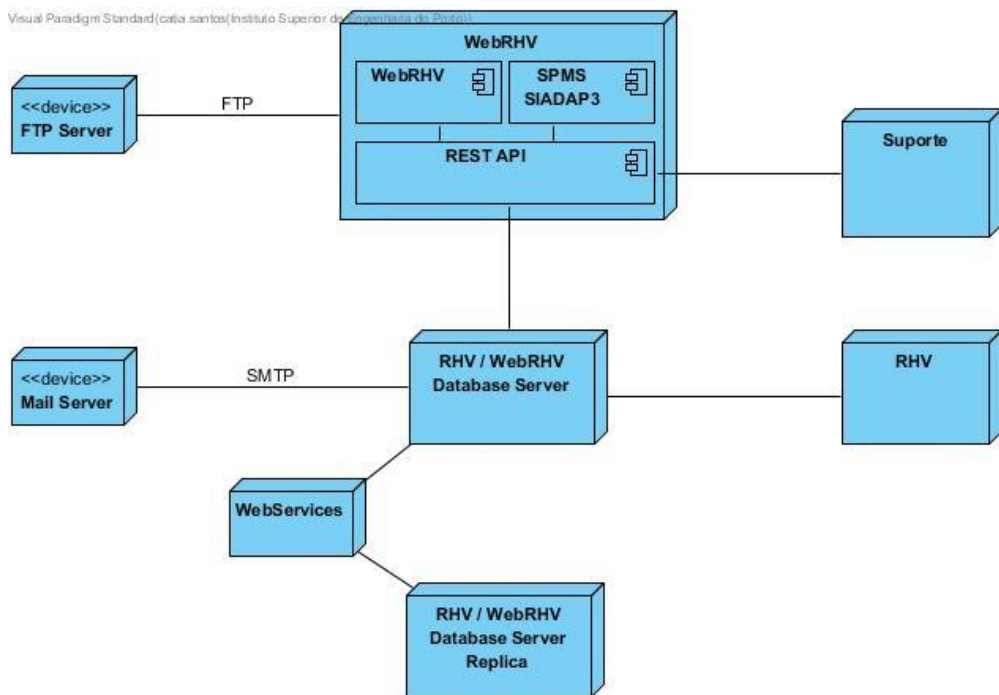 Visual Paradigm Standard(catia santos(Instituto Superior de Engenharia do Porto))
WebRHV
WebRHV
SPMS
SIADAP3
REST API
<<device>>
FTP Server
FTP
Suporte
<<device>>
Mail Server
SMTP
RHV / WebRHV
Database Server
RHV
WebServices
RHV / WebRHV
Database Server
Replica